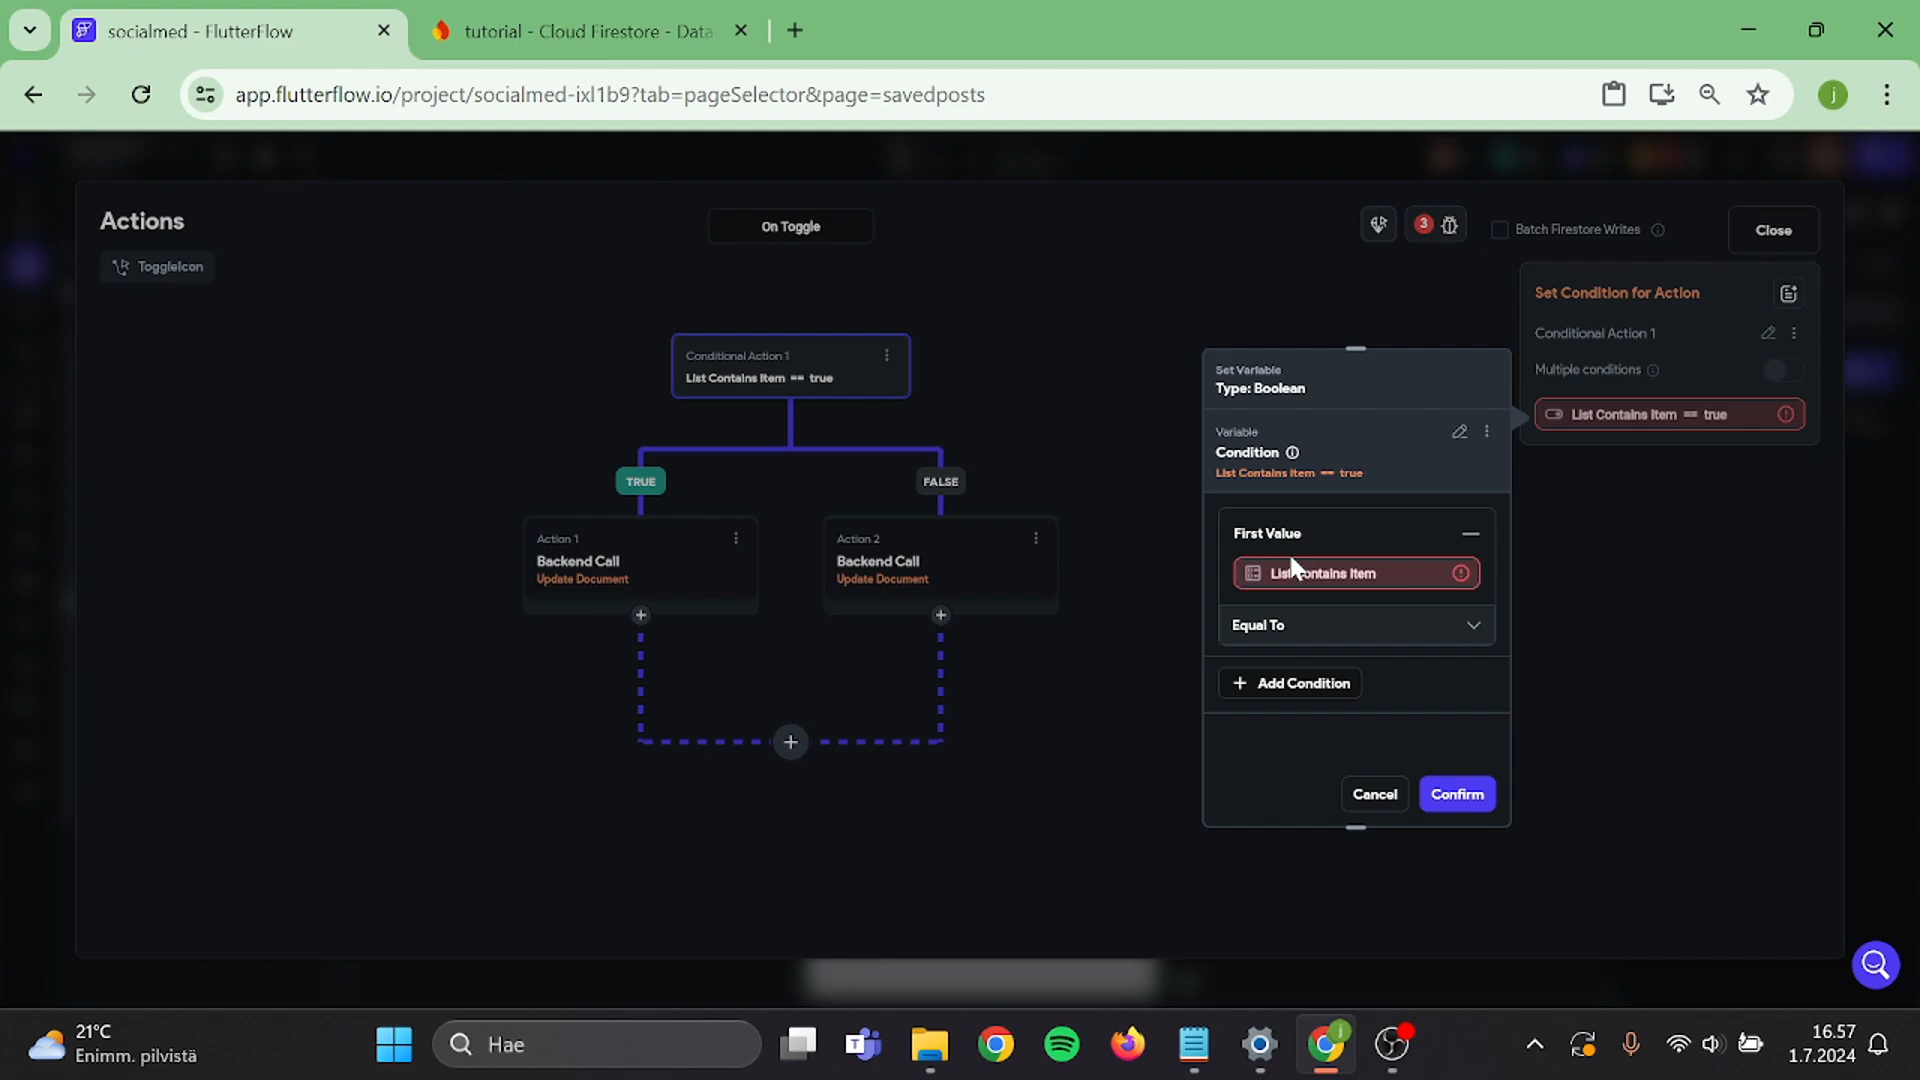 socialmed - FlutterFlow
tutorial - Cloud Firestore - Data
app.flutterflow.io/project/socialmed-ixl1b9?tab=pageSelector&page=savedposts
j
Actions
On Toggle
3
Batch Firestore Writes
Close
ToggleIcon
Set Condition for Action
Conditional Action 1
Multiple conditions
List Contains Item == true
Conditional Action 1
List Contains Item == true
TRUE
FALSE
Action 1
Backend Call
Update Document
Action 2
Backend Call
Update Document
Set Variable
Type: Boolean
Variable
Condition
List Contains Item == true
First Value
List Contains Item
Equal To
Add Condition
Cancel
Confirm
21°C
Enimm. pilvistä
Hae
16.57
1.7.2024